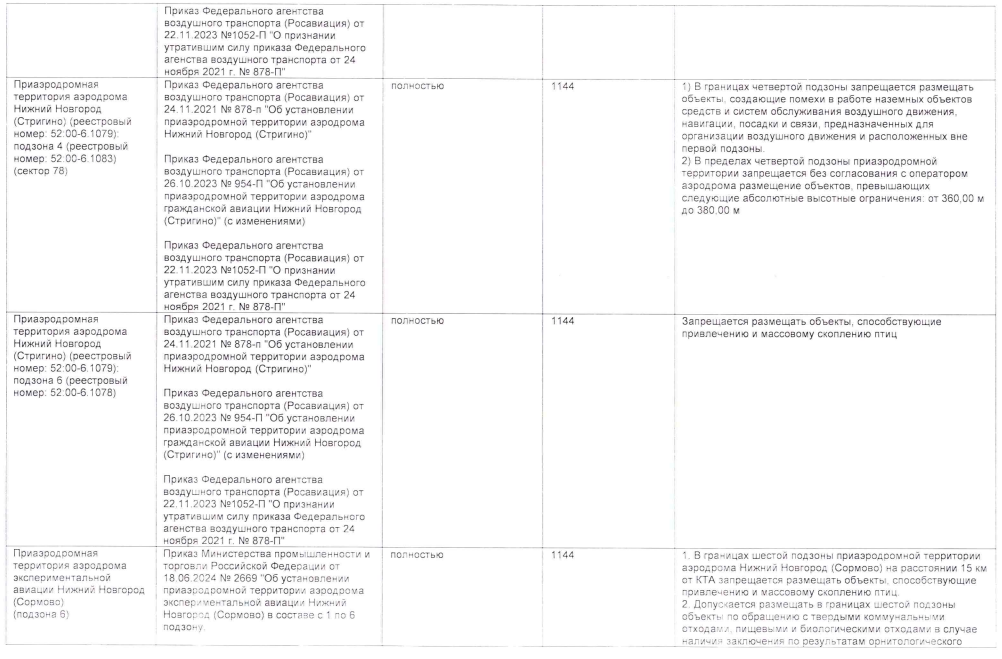 Приказ Федерального агентства
воздушного транспорта (Росавиация) от
22.11.2023 №1052-П "О признании
утратившим силу приказа Федерального
агенства воздушного транспорта от 24
ноября 2021 г. № 878-П"
Приаэродромная
территория аэродрома
Нижний Новгород
(Стригино) (реестровый
номер: 52:00-6.1079):
подзона 4 (реестровый
номер: 52:00-6.1083)
(сектор 78)
Приказ Федерального агентства
воздушного транспорта (Росавиация) от
24.11.2021 № 878-п "Об установлении
приаэродромной территории аэродрома
Нижний Новгород (Стригино)"
Приказ Федерального агентства
воздушного транспорта (Росавиация) от
26.10.2023 № 954-П "Об установлении
приаэродромной территории аэродрома
гражданской авиации Нижний Новгород
(Стригино)" (с изменениями)
Приказ Федерального агентства
воздушного транспорта (Росавиация) от
22.11.2023 №1052-П "О признании
утратившим силу приказа Федерального
агенства воздушного транспорта от 24
ноября 2021 г. № 878-П"
полностью
1144
1) В границах четвертой подзоны запрещается размещать
объекты, создающие помехи в работе наземных объектов
средств и систем обслуживания воздушного движения,
навигации, посадки и связи, предназначенных для
организации воздушного движения и расположенных вне
первой подзоны.
2) В пределах четвертой подзоны приаэродромной
территории запрещается без согласования с оператором
аэродрома размещение объектов, превышающих
следующие абсолютные высотные ограничения: от 360,00 м
до 380,00 м
Приаэродромная
территория аэродрома
Нижний Новгород
(Стригино) (реестровый
номер: 52:00-6.1079):
подзона 6 (реестровый
номер: 52:00-6.1078)
Приказ Федерального агентства
воздушного транспорта (Росавиация) от
24.11.2021 № 878-п "Об установлении
приаэродромной территории аэродрома
Нижний Новгород (Стригино)"
Приказ Федерального агентства
воздушного транспорта (Росавиация) от
26.10.2023 № 954-П "Об установлении
приаэродромной территории аэродрома
гражданской авиации Нижний Новгород
(Стригино)" (с изменениями)
Приказ Федерального агентства
воздушного транспорта (Росавиация) от
22.11.2023 №1052-П "О признании
утратившим силу приказа Федерального
агенства воздушного транспорта от 24
ноября 2021 г. № 878-П"
полностью
1144
Запрещается размещать объекты, способствующие
привлечению и массовому скоплению птиц
Приаэродромная
территория аэродрома
экспериментальной
авиации Нижний Новгород
(Сормово)
(подзона 6)
Приказ Министерства промышленности и
торговли Российской Федерации от
18.06.2024 № 2669 "Об установлении
приаэродромной территории аэродрома
экспериментальной авиации Нижний
Новгород (Сормово) в составе с 1 по 6
подзону.
полностью
1144
1. В границах шестой подзоны приаэродромной территории
аэродрома Нижний Новгород (Сормово) на расстоянии 15 км
от КТА запрещается размещать объекты, способствующие
привлечению и массовому скоплению птиц.
2. Допускается размещать в границах шестой подзоны
объекты по обращению с твердыми коммунальными
отходами, пищевыми и биологическими отходами в случае
наличия заключения по результатам орнитологического